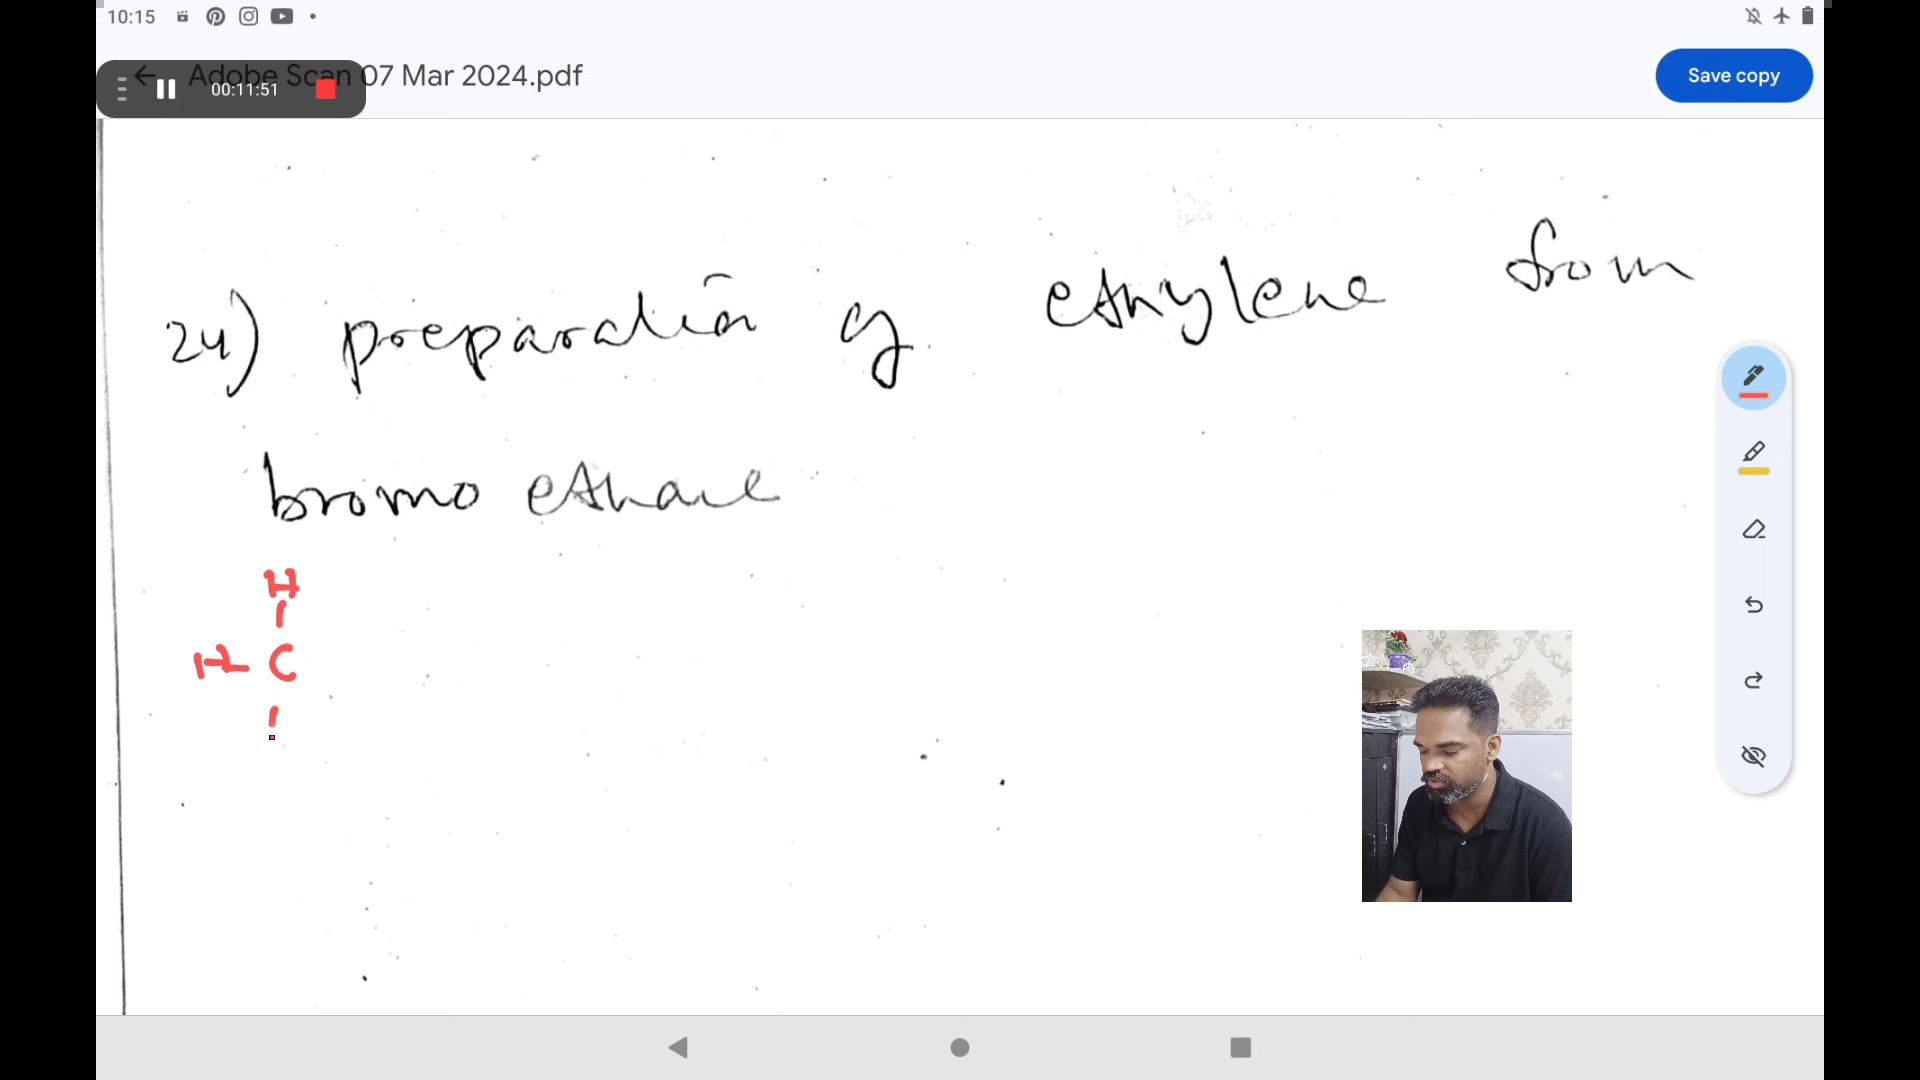 10:15
Adobe Scan 07 Mar 2024.pdf
00:11:51
Save copy
24) preparation of ethylene from
bromo ethane
H
H C